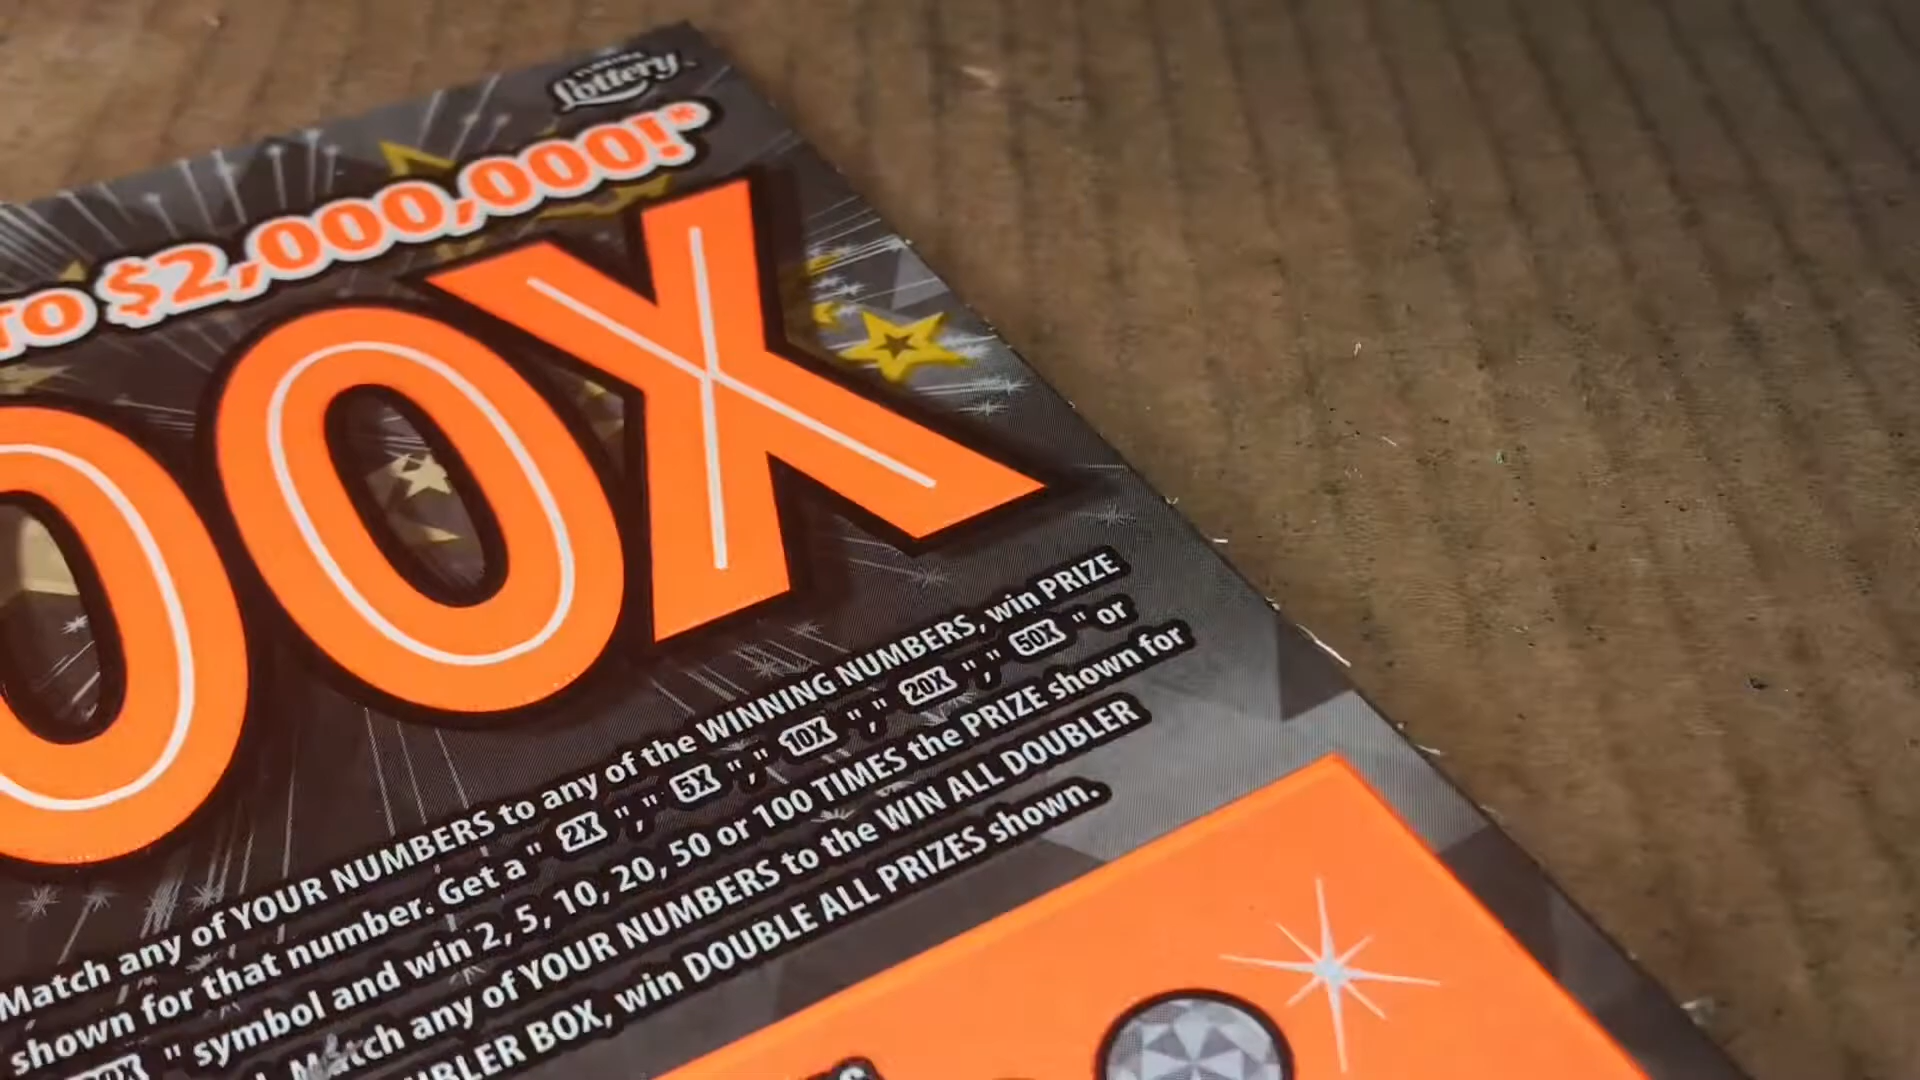 FLORIDA
Lottery
TO $2,000,000!*
00X
Match any of YOUR NUMBERS to any of the WINNING NUMBERS, win PRIZE
shown for that number. Get a " 2X ", " 5X ", " 10X ", " 20X ", " 50X " or
" symbol and win 2, 5, 10, 20, 50 or 100 TIMES the PRIZE shown for
Match any of YOUR NUMBERS to the WIN ALL DOUBLER
DOUBLER BOX, win DOUBLE ALL PRIZES shown.